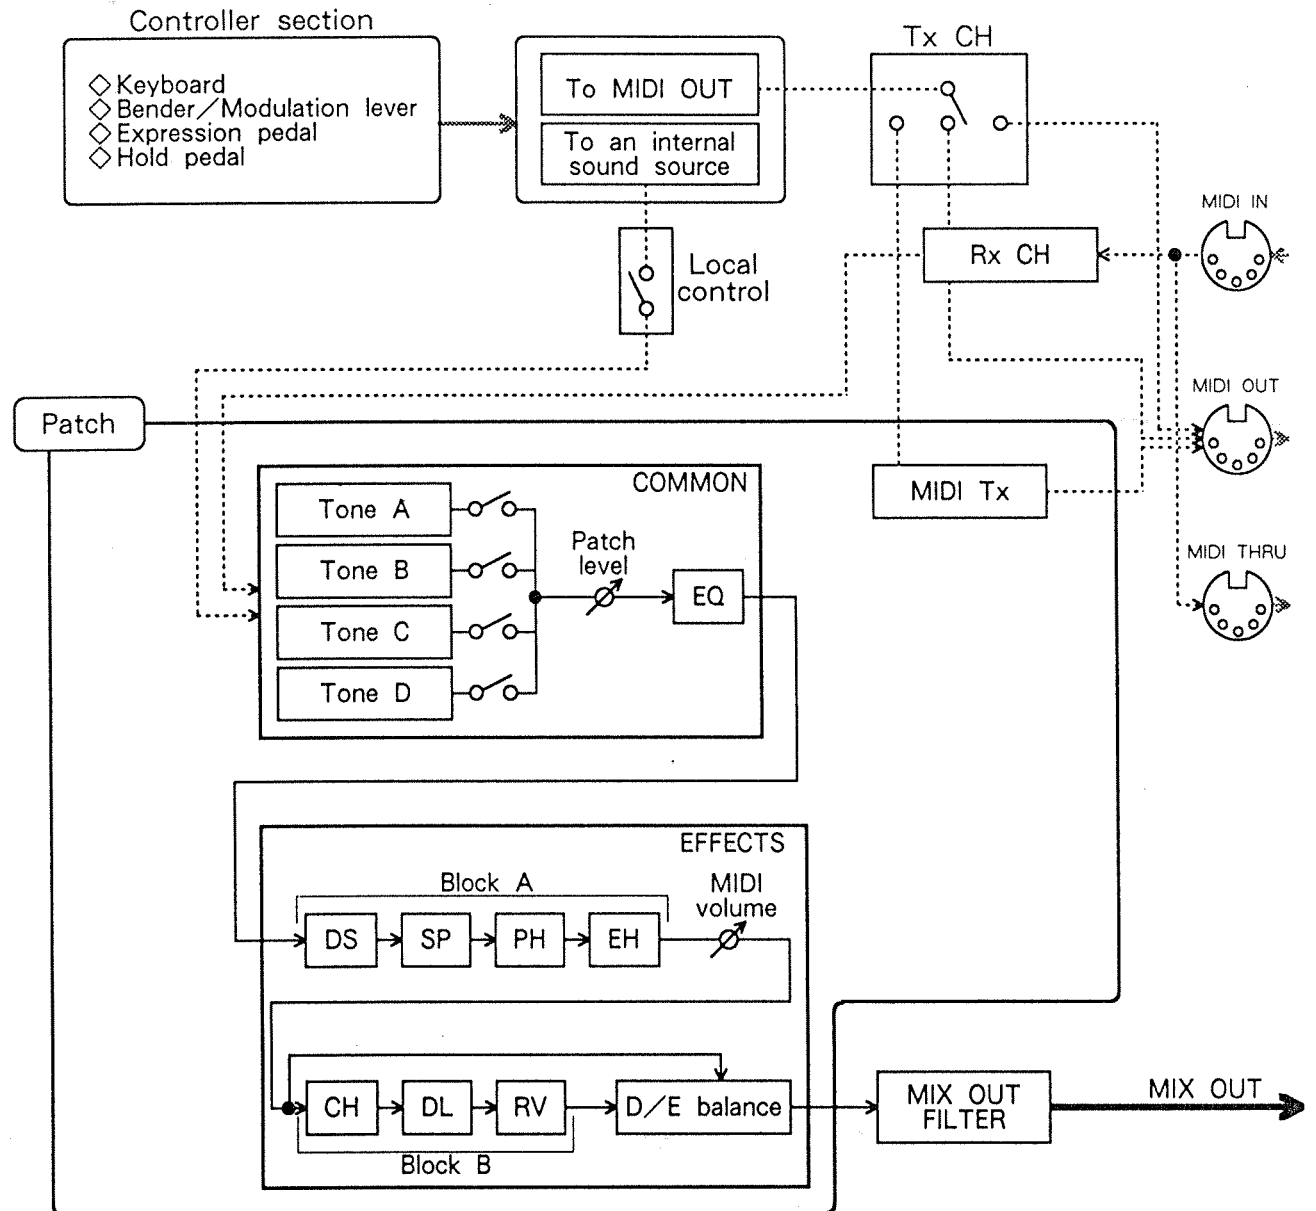 Controller section
◇Keyboard
◇Bender/Modulation lever
◇Expression pedal
◇Hold pedal
To MIDI OUT
To an internal
sound source
Tx CH
Local
control
Rx CH
MIDI IN
MIDI OUT
MIDI THRU
MIDI Tx
Patch
COMMON
Tone A
Tone B
Tone C
Tone D
Patch
level
EQ
EFFECTS
Block A
MIDI
volume
DS
SP
PH
EH
CH
DL
RV
D/E balance
Block B
MIX OUT
FILTER
MIX OUT